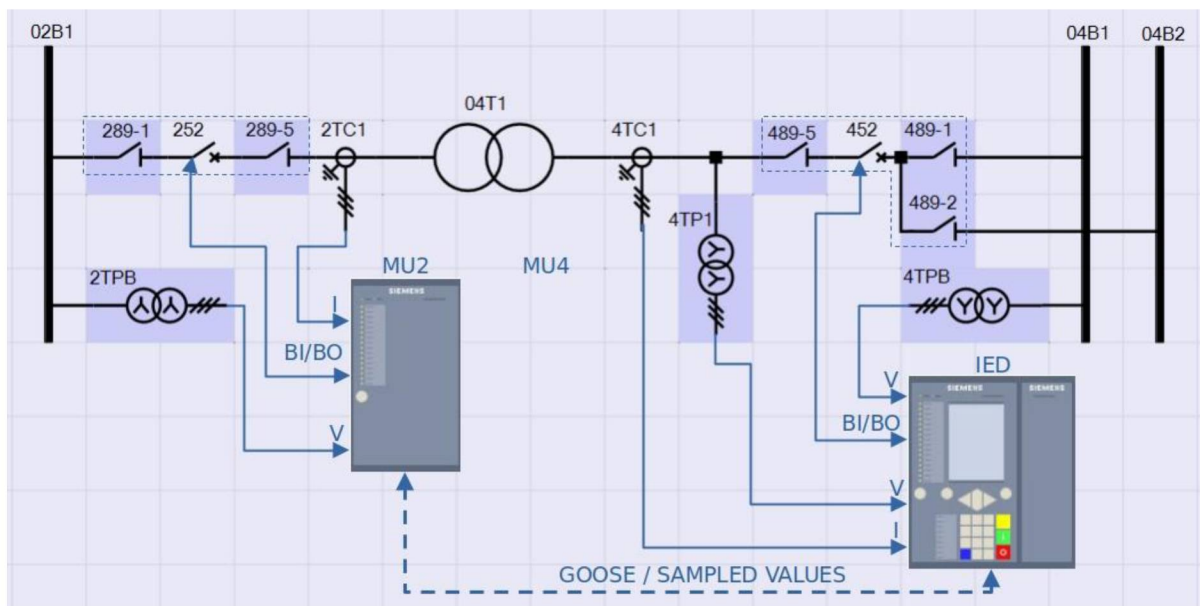 02B1
04B1
04B2
04T1
289-1
252
289-5
2TC1
4TC1
489-5
452
489-1
489-2
4TP1
2TPB
MU2
MU4
4TPB
SIEMENS
I
BI/BO
V
IED
V
SIEMENS
SIEMENS
BI/BO
V
I
GOOSE / SAMPLED VALUES